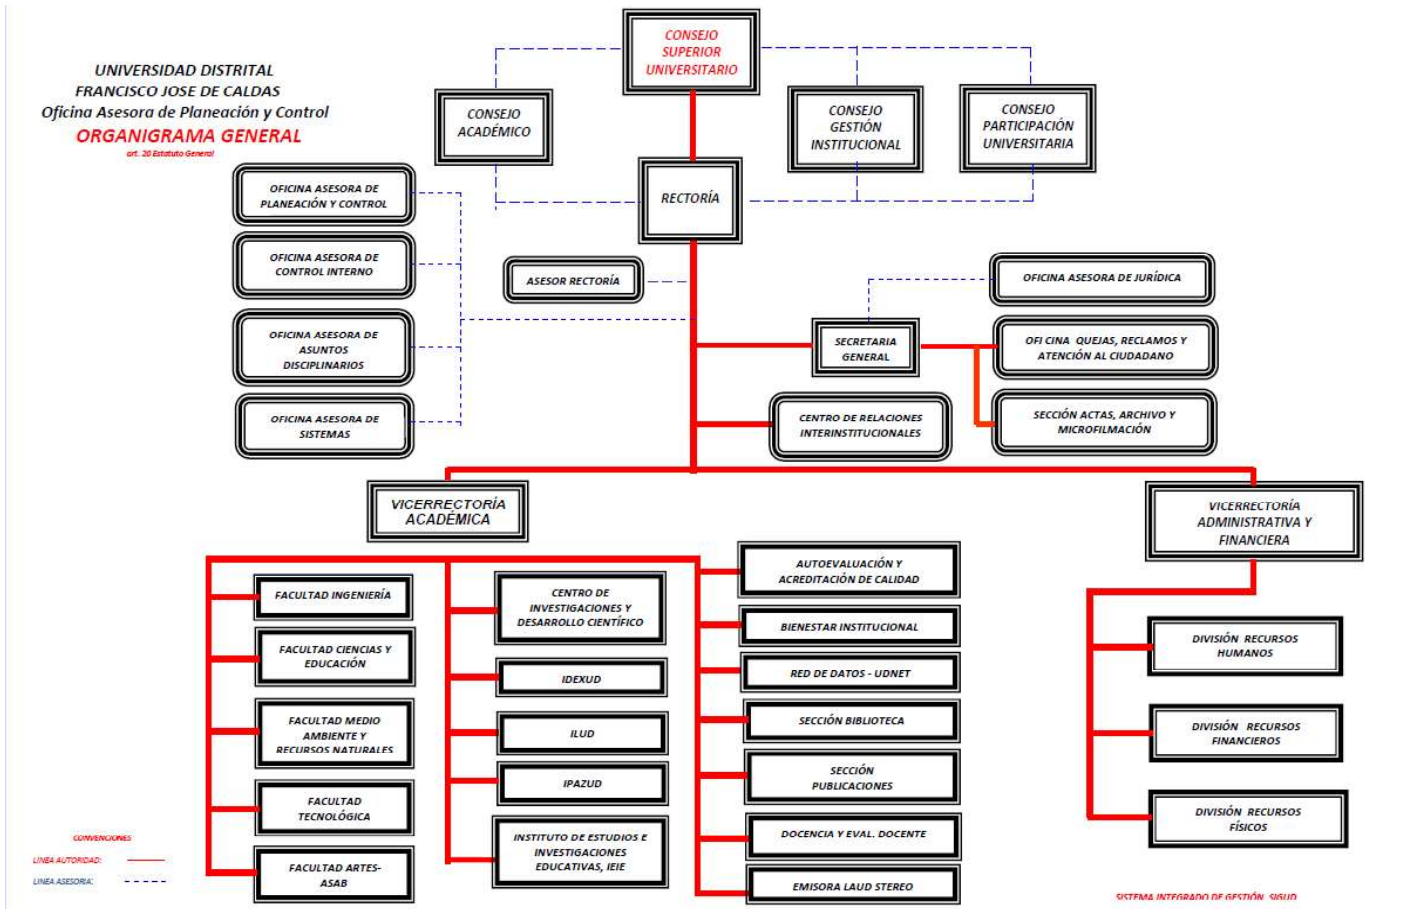 UNIVERSIDAD DISTRITAL
FRANCISCO JOSE DE CALDAS
Oficina Asesora de Planeación y Control
ORGANIGRAMA GENERAL
art. 20 Estatuto General
CONSEJO
SUPERIOR
UNIVERSITARIO
CONSEJO
ACADÉMICO
CONSEJO
GESTIÓN
INSTITUCIONAL
CONSEJO
PARTICIPACIÓN
UNIVERSITARIA
RECTORÍA
OFICINA ASESORA DE
PLANEACIÓN Y CONTROL
OFICINA ASESORA DE
CONTROL INTERNO
OFICINA ASESORA DE
ASUNTOS
DISCIPLINARIOS
OFICINA ASESORA DE
SISTEMAS
ASESOR RECTORÍA
SECRETARIA
GENERAL
OFICINA ASESORA DE JURÍDICA
OFI CINA QUEJAS, RECLAMOS Y
ATENCIÓN AL CIUDADANO
SECCIÓN ACTAS, ARCHIVO Y
MICROFILMACIÓN
CENTRO DE RELACIONES
INTERINSTITUCIONALES
VICERRECTORÍA
ACADÉMICA
VICERRECTORÍA
ADMINISTRATIVA Y
FINANCIERA
FACULTAD INGENIERÍA
FACULTAD CIENCIAS Y
EDUCACIÓN
FACULTAD MEDIO
AMBIENTE Y
RECURSOS NATURALES
FACULTAD
TECNOLÓGICA
FACULTAD ARTES-
ASAB
CENTRO DE
INVESTIGACIONES Y
DESARROLLO CIENTÍFICO
IDEXUD
ILUD
IPAZUD
INSTITUTO DE ESTUDIOS E
INVESTIGACIONES
EDUCATIVAS, IEIE
AUTOEVALUACIÓN Y
ACREDITACIÓN DE CALIDAD
BIENESTAR INSTITUCIONAL
RED DE DATOS - UDNET
SECCIÓN BIBLIOTECA
SECCIÓN
PUBLICACIONES
DOCENCIA Y EVAL. DOCENTE
EMISORA LAUD STEREO
DIVISIÓN RECURSOS
HUMANOS
DIVISIÓN RECURSOS
FINANCIEROS
DIVISIÓN RECURSOS
FÍSICOS
CONVENCIONES
LINEA AUTORIDAD:
LINEA ASESORIA:
SISTEMA INTEGRADO DE GESTIÓN SIGUD